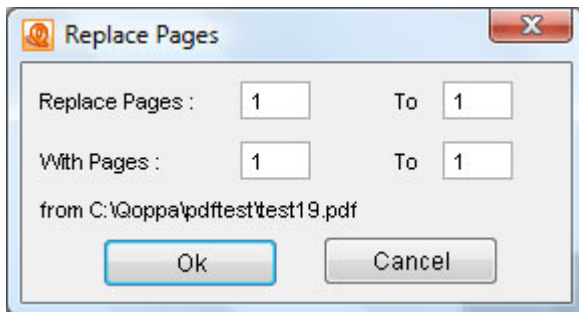 Replace Pages
Replace Pages : 1 To 1
With Pages : 1 To 1
from C:\Qoppa\pdftest\test19.pdf
Ok Cancel